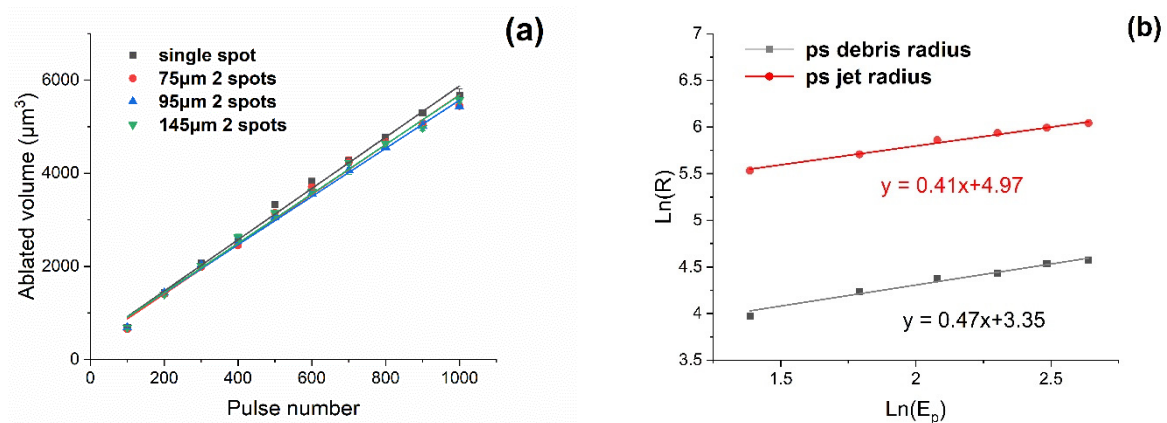 (a)
single spot
75μm 2 spots
95μm 2 spots
145μm 2 spots
6000
4000
2000
0
Ablated volume (μm³)
0 200 400 600 800 1000
Pulse number
(b)
ps debris radius
ps jet radius
7
6.5
6
5.5
5
4.5
4
3.5
Ln(R)
y = 0.41x+4.97
y = 0.47x+3.35
1.5 2 2.5
Ln(Eₚ)